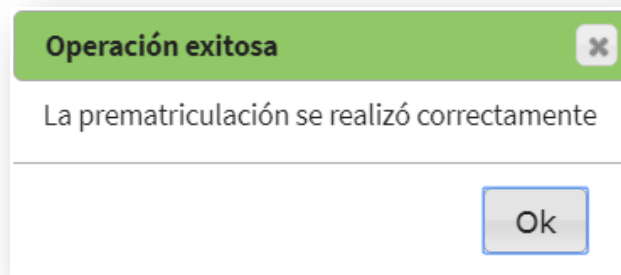 Operación exitosa
La prematriculación se realizó correctamente
Ok